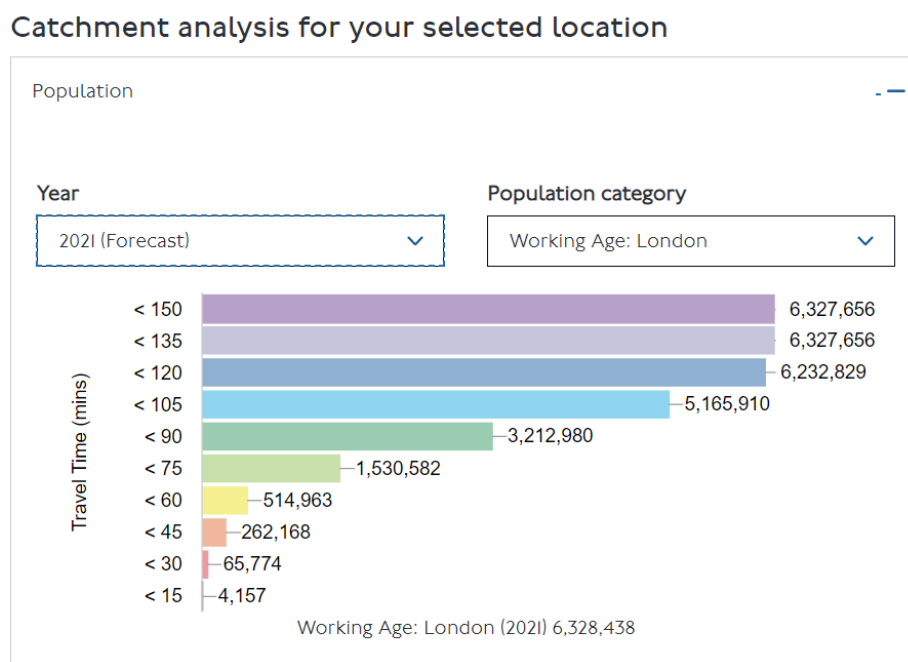 Catchment analysis for your selected location
Population
Year
Population category
2021 (Forecast)
Working Age: London
Travel Time (mins)
< 150 6,327,656
< 135 6,327,656
< 120 6,232,829
< 105 5,165,910
< 90 3,212,980
< 75 1,530,582
< 60 514,963
< 45 262,168
< 30 65,774
< 15 4,157
Working Age: London (2021) 6,328,438